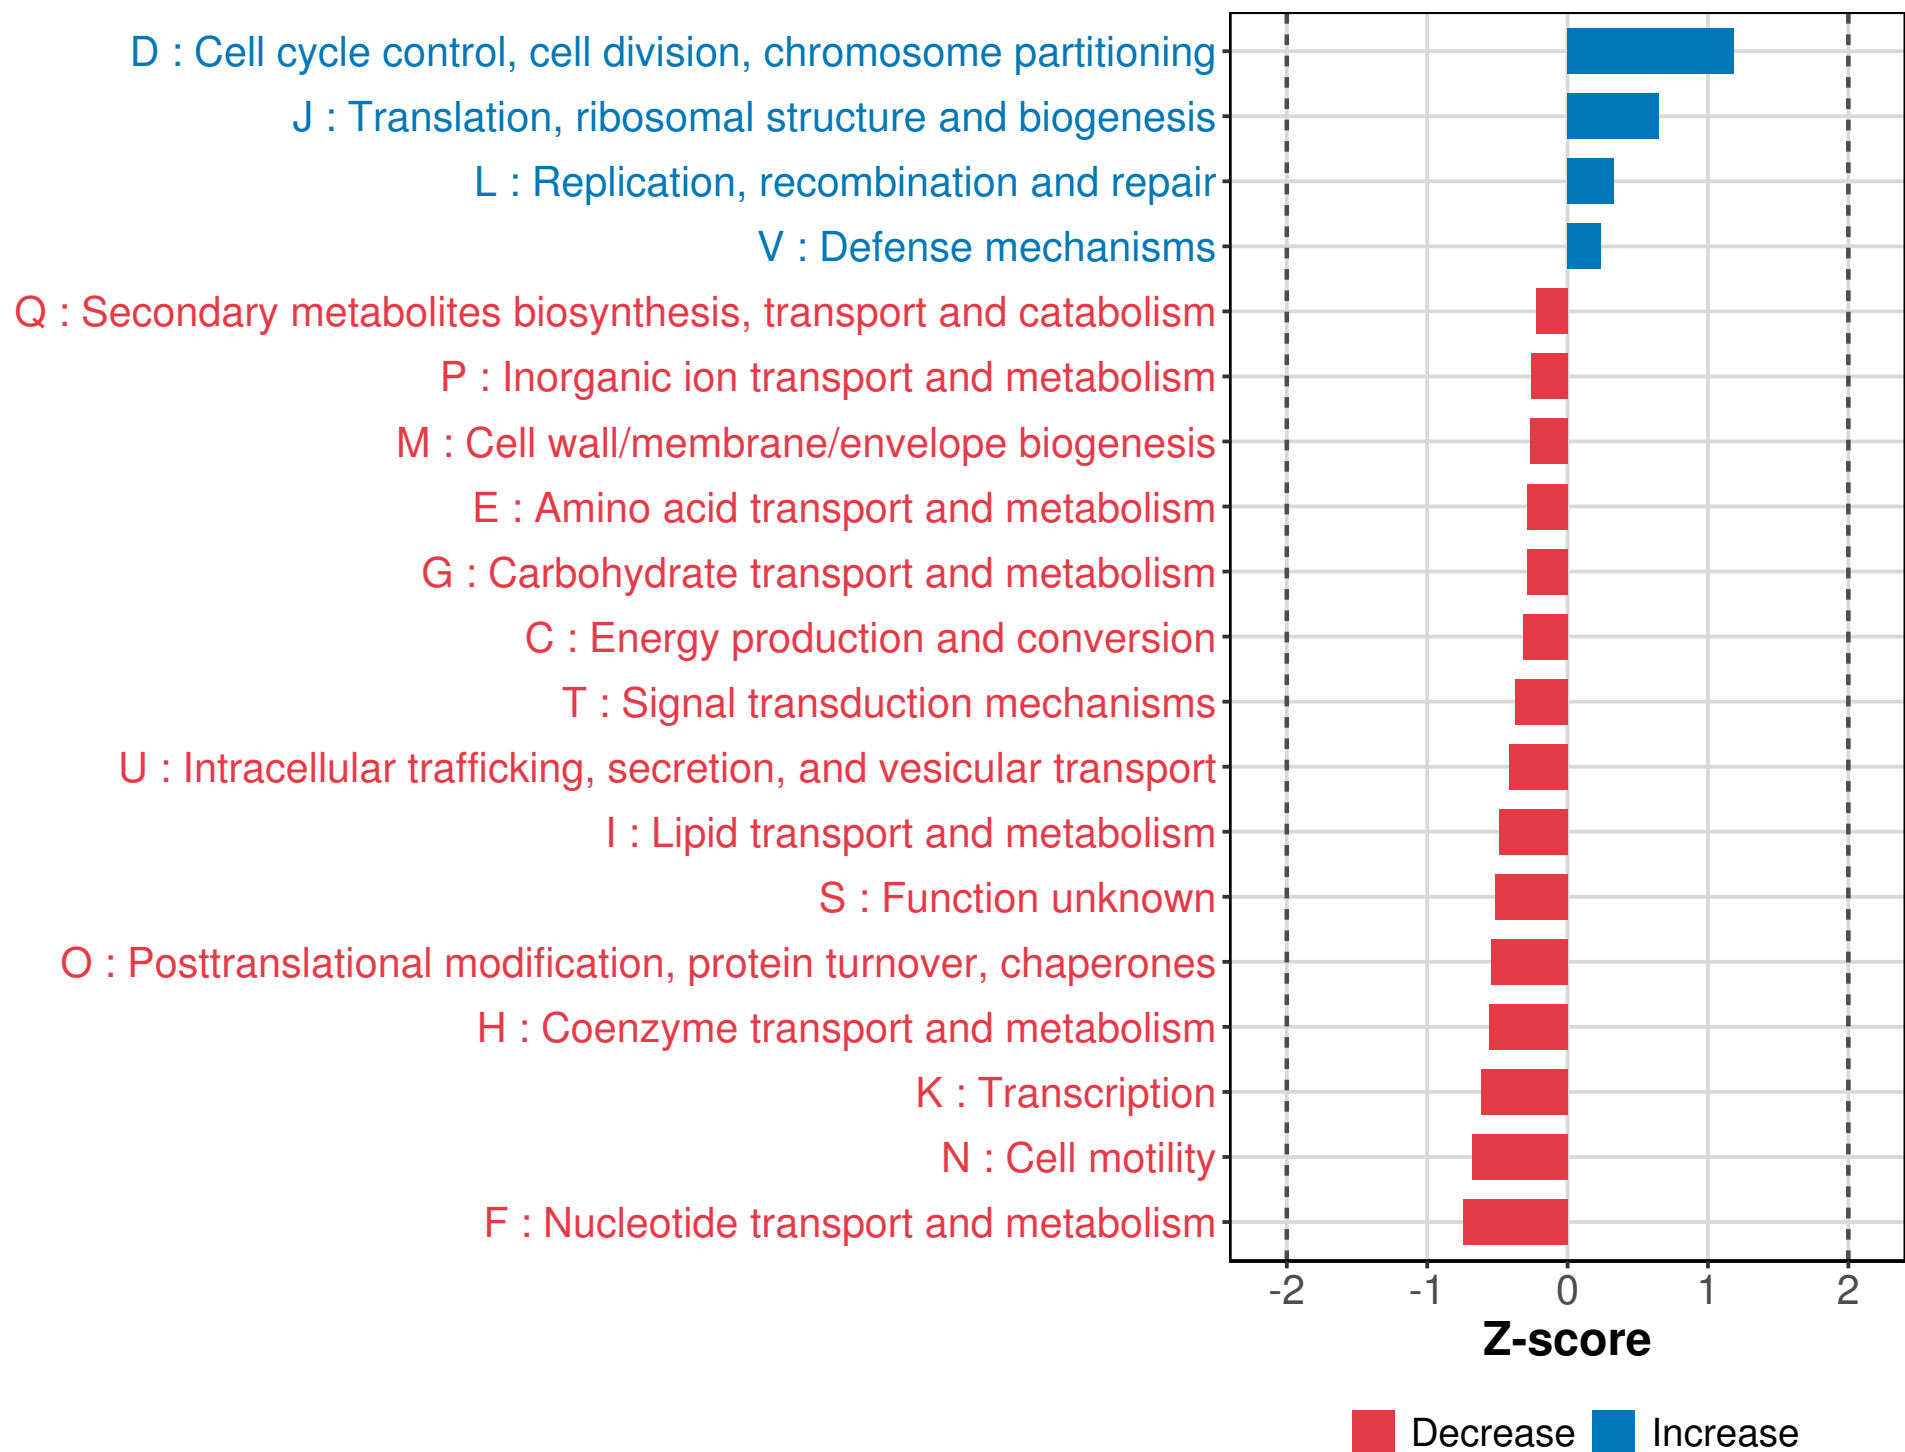 D : Cell cycle control, cell division, chromosome partitioning
J : Translation, ribosomal structure and biogenesis
L : Replication, recombination and repair
V : Defense mechanisms
Q : Secondary metabolites biosynthesis, transport and catabolism
P : Inorganic ion transport and metabolism
M : Cell wall/membrane/envelope biogenesis
E : Amino acid transport and metabolism
G : Carbohydrate transport and metabolism
C : Energy production and conversion
T : Signal transduction mechanisms
U : Intracellular trafficking, secretion, and vesicular transport
I : Lipid transport and metabolism
S : Function unknown
O : Posttranslational modification, protein turnover, chaperones
H : Coenzyme transport and metabolism
K : Transcription
N : Cell motility
F : Nucleotide transport and metabolism
-2 -1 0 1 2
Z-score
Decrease Increase